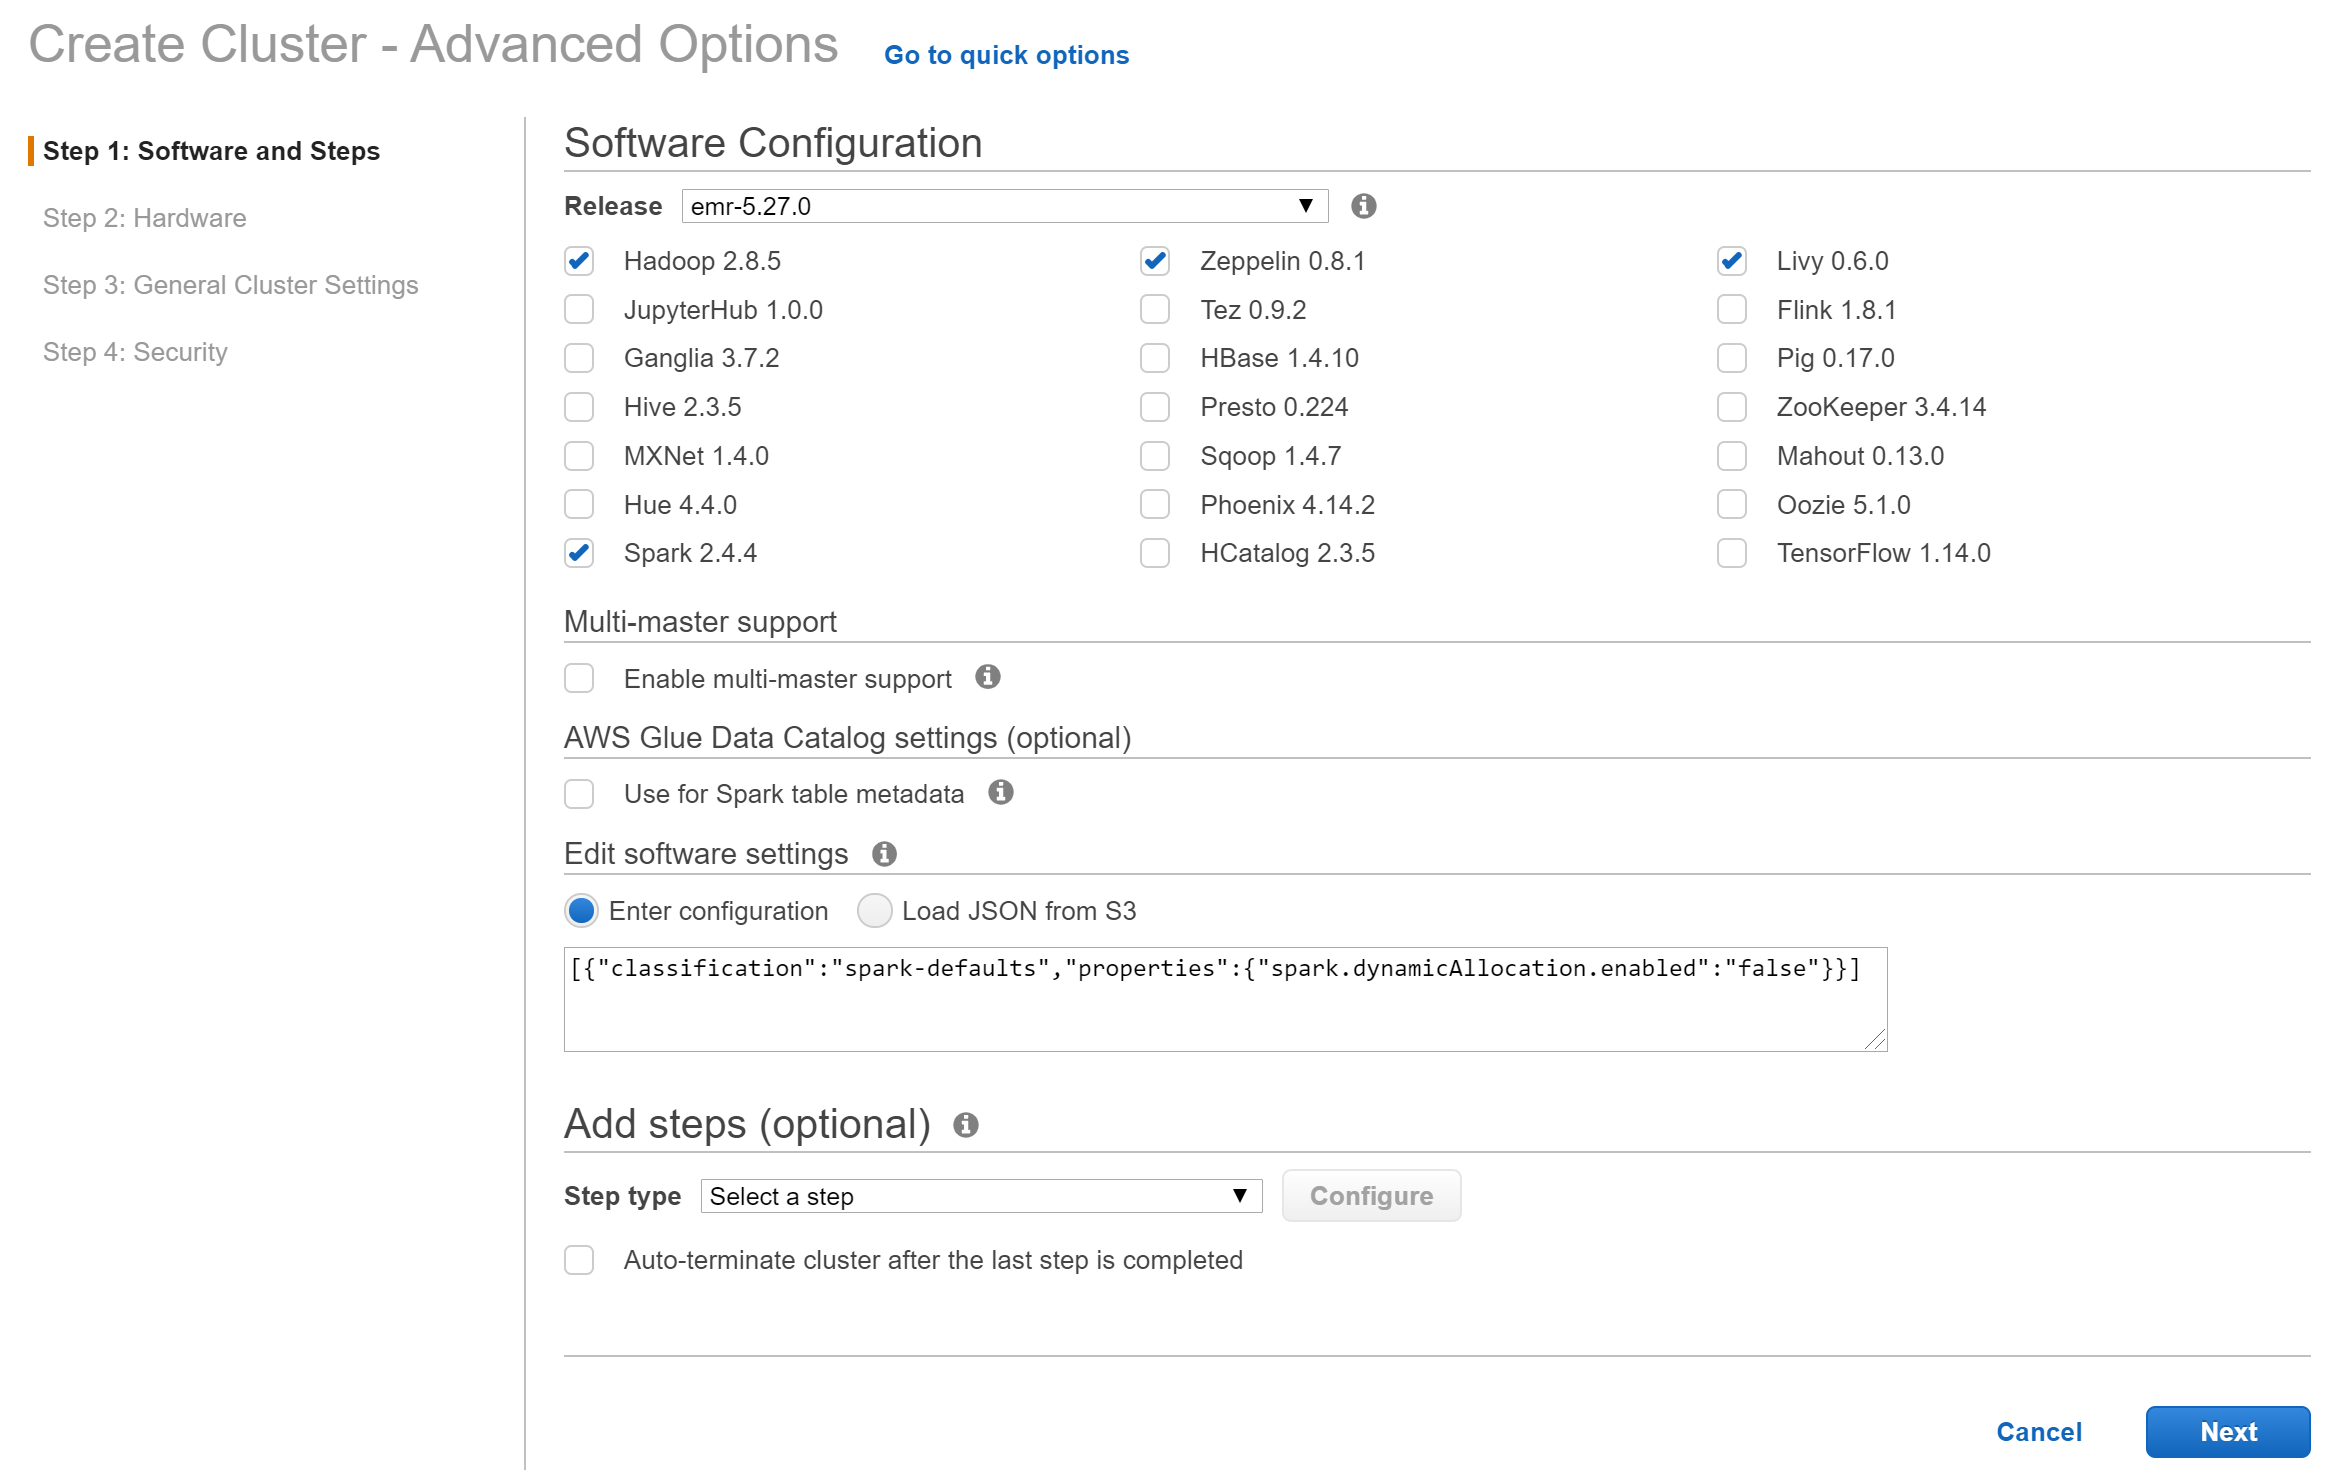 Create Cluster - Advanced Options Go to quick options
Step 1: Software and Steps
Step 2: Hardware
Step 3: General Cluster Settings
Step 4: Security
Software Configuration
Release emr-5.27.0
Hadoop 2.8.5 Zeppelin 0.8.1 Livy 0.6.0
JupyterHub 1.0.0 Tez 0.9.2 Flink 1.8.1
Ganglia 3.7.2 HBase 1.4.10 Pig 0.17.0
Hive 2.3.5 Presto 0.224 ZooKeeper 3.4.14
MXNet 1.4.0 Sqoop 1.4.7 Mahout 0.13.0
Hue 4.4.0 Phoenix 4.14.2 Oozie 5.1.0
Spark 2.4.4 HCatalog 2.3.5 TensorFlow 1.14.0
Multi-master support
Enable multi-master support
AWS Glue Data Catalog settings (optional)
Use for Spark table metadata
Edit software settings
Enter configuration Load JSON from S3
[{"classification":"spark-defaults","properties":{"spark.dynamicAllocation.enabled":"false"}}]
Add steps (optional)
Step type Select a step Configure
Auto-terminate cluster after the last step is completed
Cancel Next